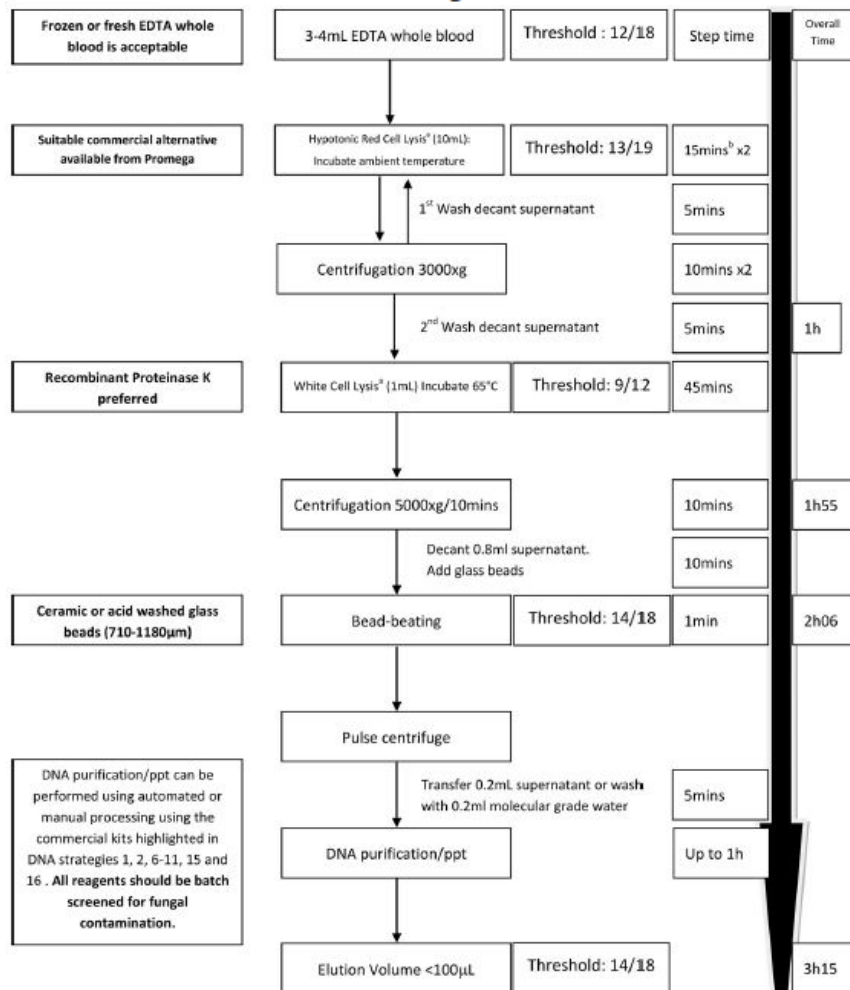 Frozen or fresh EDTA whole
blood is acceptable
3-4mL EDTA whole blood
Threshold : 12/18
Step time
Overall
Time
Suitable commercial alternative
available from Promega
Hypotonic Red Cell Lysisᵃ (10mL):
Incubate ambient temperature
Threshold: 13/19
15minsᵇ x2
1ˢᵗ Wash decant supernatant
5mins
Centrifugation 3000xg
10mins x2
2ⁿᵈ Wash decant supernatant
5mins
1h
Recombinant Proteinase K
preferred
White Cell Lysisᵃ (1mL) Incubate 65°C
Threshold: 9/12
45mins
Centrifugation 5000xg/10mins
10mins
1h55
Decant 0.8ml supernatant.
Add glass beads
10mins
Ceramic or acid washed glass
beads (710-1180µm)
Bead-beating
Threshold: 14/18
1min
2h06
Pulse centrifuge
DNA purification/ppt can be
performed using automated or
manual processing using the
commercial kits highlighted in
DNA strategies 1, 2, 6-11, 15 and
16 . All reagents should be batch
screened for fungal
contamination.
Transfer 0.2mL supernatant or wash
with 0.2ml molecular grade water
5mins
DNA purification/ppt
Up to 1h
Elution Volume <100µL
Threshold: 14/18
3h15